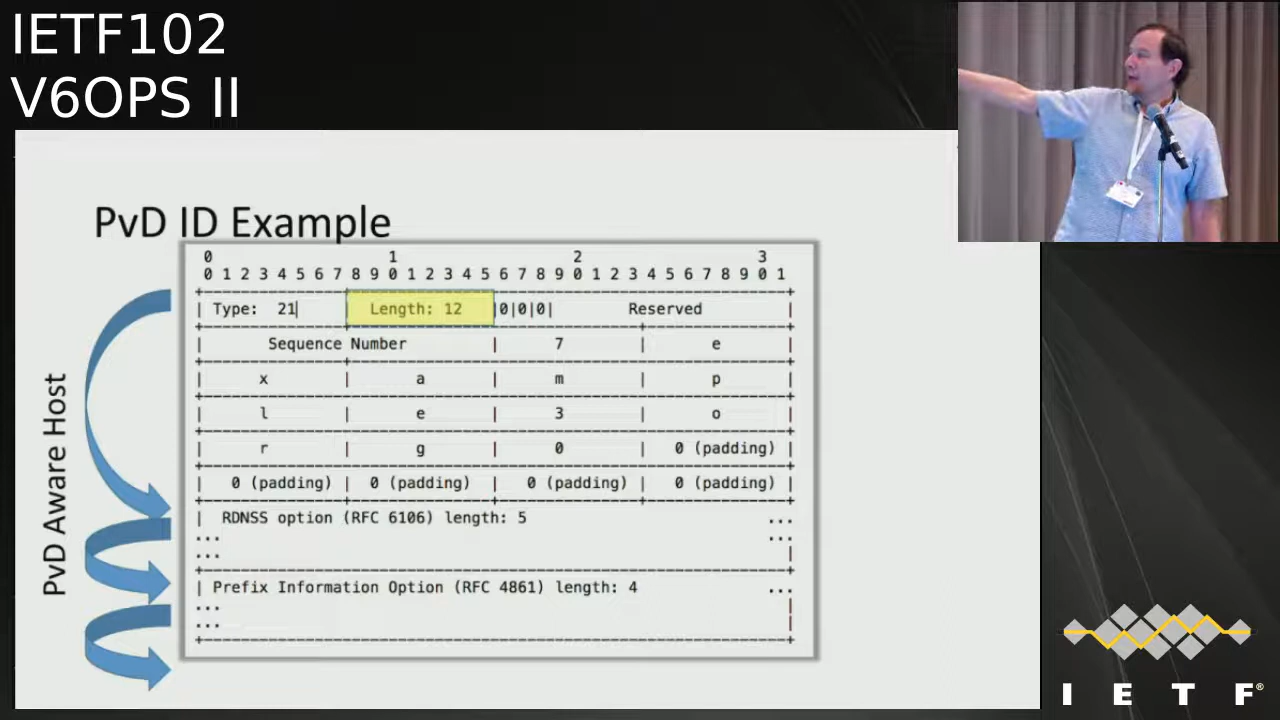 IETF102
V6OPS II
PvD ID Example
PvD Aware Host
0 1 2 3
0 1 2 3 4 5 6 7 8 9 0 1 2 3 4 5 6 7 8 9 0 1 2 3 4 5 6 7 8 9 0 1
| Type: 21| Length: 12 |0|0|0| Reserved |
| Sequence Number | 7 | e |
| x | a | m | p |
| l | e | 3 | o |
| r | g | 0 | 0 (padding) |
| 0 (padding) | 0 (padding) | 0 (padding) | 0 (padding) |
| RDNSS option (RFC 6106) length: 5 ...
... ...
... |
| Prefix Information Option (RFC 4861) length: 4 ...
... |
... |
I E T F®